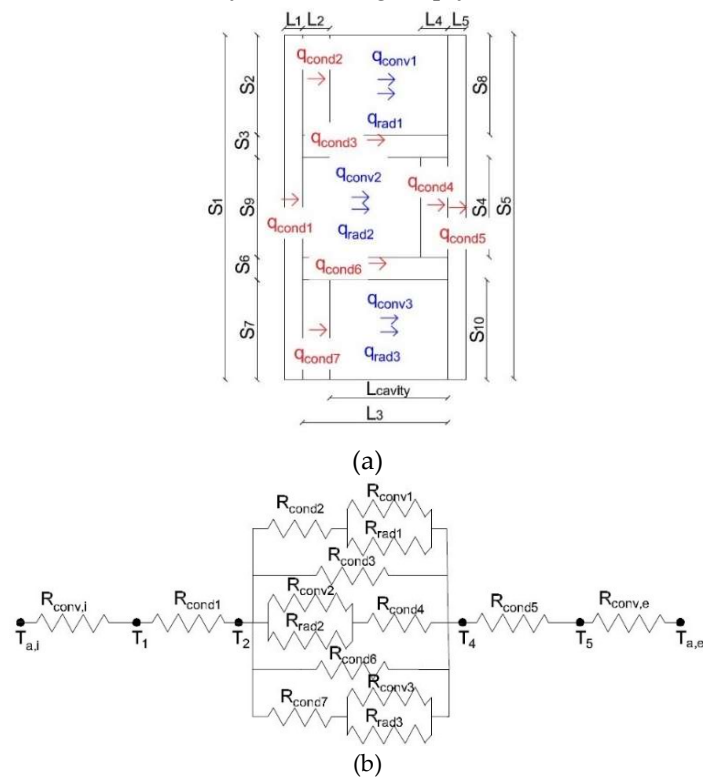 L1 L2 L4 L5
qcond2 qconv1
S2 S8
qrad1
S3 qcond3
qconv2
qcond4
S1 S9 S4 S5
qcond1 qrad2 qcond5
S6 qcond6
qconv3
S7 S10
qcond7 qrad3
Lcavity
L3
(a)
Rconv1
Rcond2
Rrad1
Rcond3
Rconv,i Rcond1 Rconv2 Rcond4 Rcond5 Rconv,e
Ta,i T1 T2 Rrad2 T4 T5 Ta,e
Rcond6
Rcond7 Rconv3
Rrad3
(b)